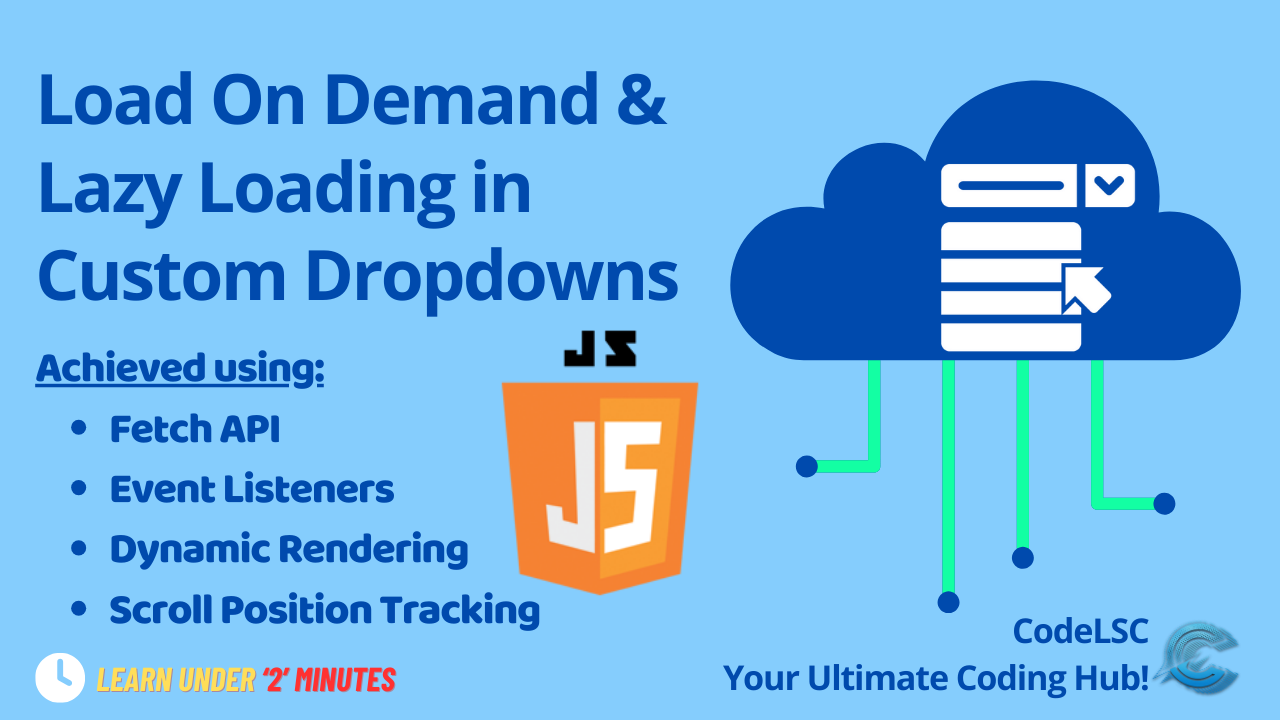 Load On Demand &
Lazy Loading in
Custom Dropdowns
Achieved using:
Fetch API
Event Listeners
Dynamic Rendering
Scroll Position Tracking
JS
JS
LEARN UNDER '2' MINUTES
CodeLSC
Your Ultimate Coding Hub!